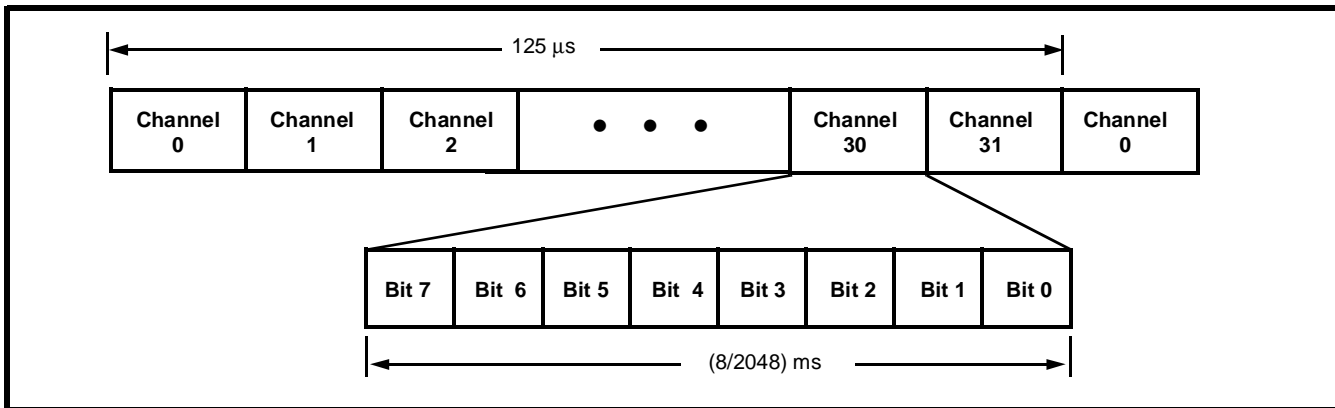 125 µs
Channel 0
Channel 1
Channel 2
• • •
Channel 30
Channel 31
Channel 0
Bit 7
Bit 6
Bit 5
Bit 4
Bit 3
Bit 2
Bit 1
Bit 0
(8/2048) ms